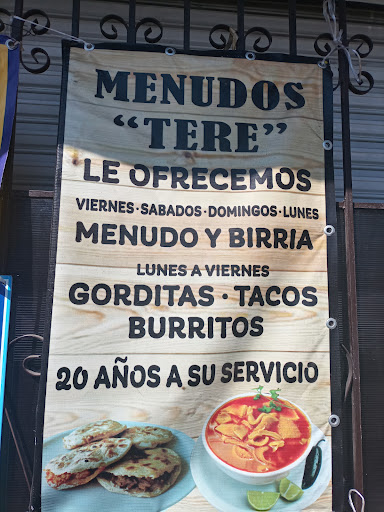 MENUDOS
“TERE”
LE OFRECEMOS
VIERNES·SABADOS·DOMINGOS·LUNES
MENUDO Y BIRRIA
LUNES A VIERNES
GORDITAS · TACOS
BURRITOS
20 AÑOS A SU SERVICIO